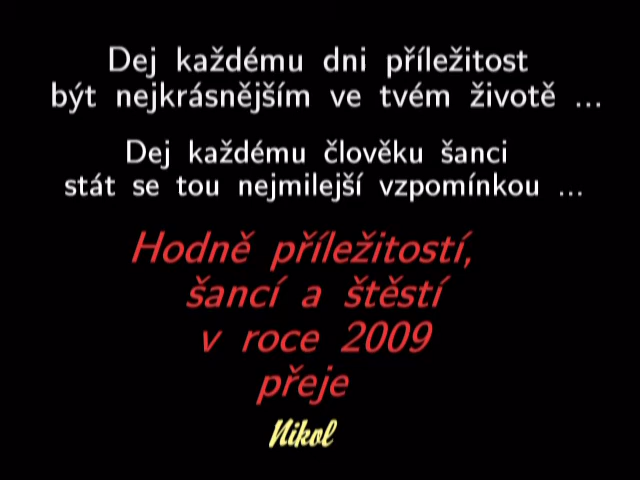 Dej každému dni příležitost
být nejkrásnějším ve tvém životě ...
Dej každému člověku šanci
stát se tou nejmilejší vzpomínkou ...
Hodně příležitostí,
šancí a štěstí
v roce 2009
přeje
Nikol